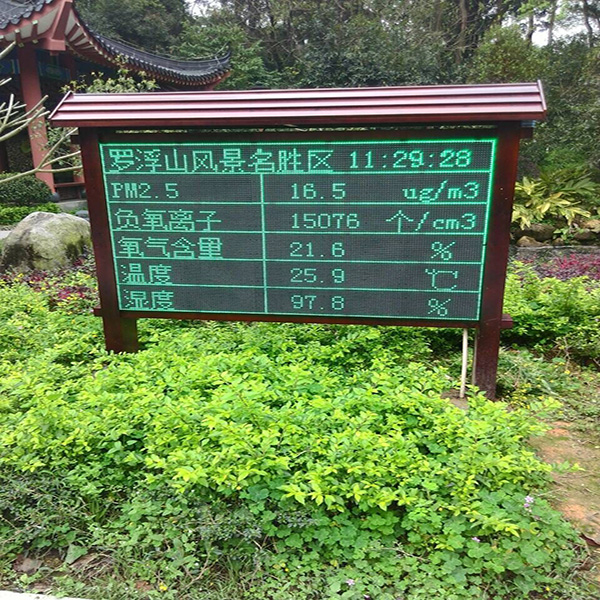 罗浮山风景名胜区 11:29:28
PM2.5 16.5 ug/m3
负氧离子 15076 个/cm3
氧气含量 21.6 %
温度 25.9 ℃
湿度 97.8 %